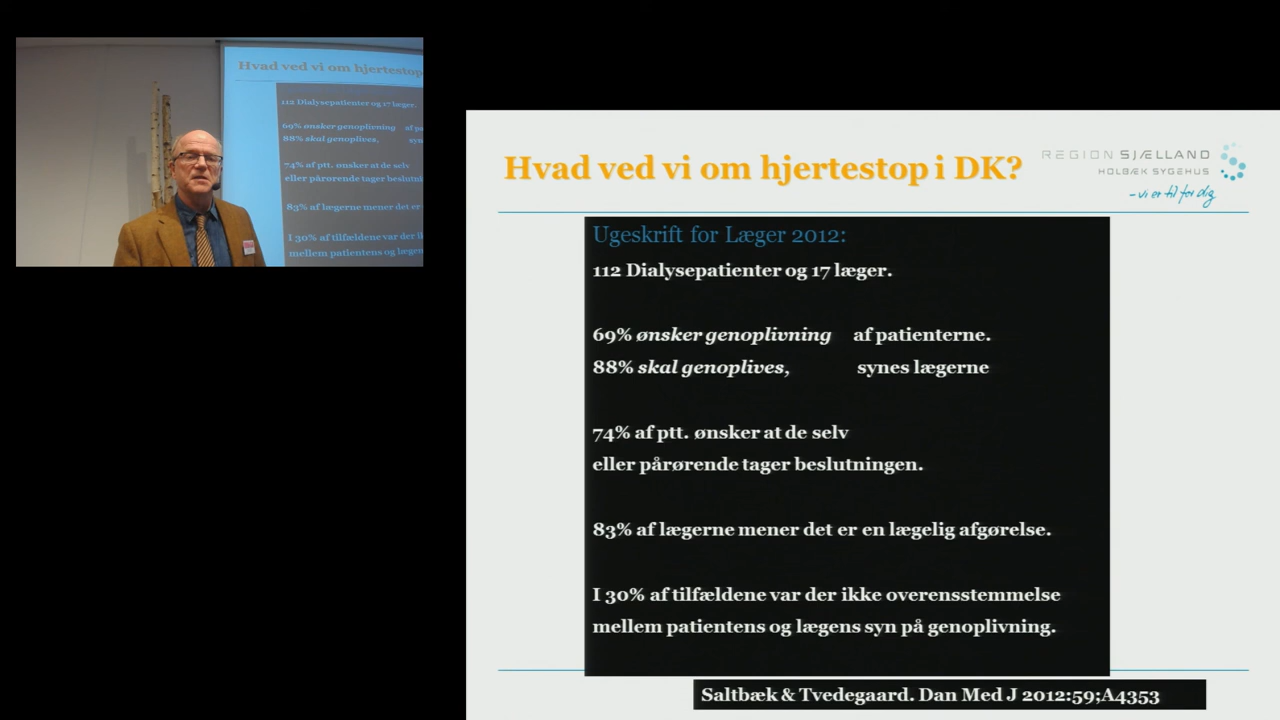 Hvad ved vi om hjertestop
112 Dialysepatienter og 17 læger.
69% ønsker genoplivning af pa
88% skal genoplives, syn
74% af ptt. ønsker at de selv
eller pårørende tager beslutni
83% af lægerne mener det er
I 30% af tilfældene var der ik
mellem patientens og lægen
Hvad ved vi om hjertestop i DK?
REGION SJÆLLAND
HOLBÆK SYGEHUS
- vi er til for dig
Ugeskrift for Læger 2012:
112 Dialysepatienter og 17 læger.
69% ønsker genoplivning af patienterne.
88% skal genoplives, synes lægerne
74% af ptt. ønsker at de selv
eller pårørende tager beslutningen.
83% af lægerne mener det er en lægelig afgørelse.
I 30% af tilfældene var der ikke overensstemmelse
mellem patientens og lægens syn på genoplivning.
Saltbæk & Tvedegaard. Dan Med J 2012:59;A4353